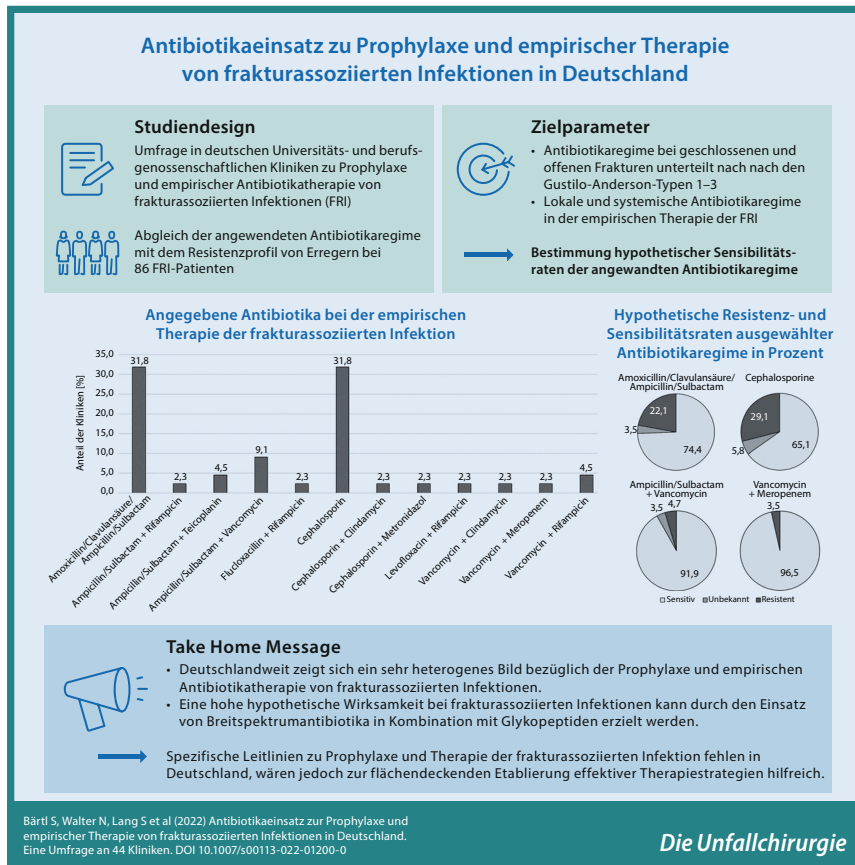 Antibiotikaeinsatz zu Prophylaxe und empirischer Therapie
von frakturassoziierten Infektionen in Deutschland
Studiendesign
Umfrage in deutschen Universitäts- und berufs-
genossenschaftlichen Kliniken zu Prophylaxe
und empirischer Antibiotikatherapie von
frakturassoziierten Infektionen (FRI)
Abgleich der angewendeten Antibiotikaregime
mit dem Resistenzprofil von Erregern bei
86 FRI-Patienten
Zielparameter
• Antibiotikaregime bei geschlossenen und
offenen Frakturen unterteilt nach nach den
Gustilo-Anderson-Typen 1–3
• Lokale und systemische Antibiotikaregime
in der empirischen Therapie der FRI
Bestimmung hypothetischer Sensibilitäts-
raten der angewandten Antibiotikaregime
Angegebene Antibiotika bei der empirischen
Therapie der frakturassoziierten Infektion
Anteil der Kliniken [%]
35,0
30,0
25,0
20,0
15,0
10,0
5,0
0,0
31,8
2,3
4,5
9,1
2,3
31,8
2,3
2,3
2,3
2,3
2,3
4,5
Amoxicillin/Clavulansäure/
Ampicillin/Sulbactam
Ampicillin/Sulbactam + Rifampicin
Ampicillin/Sulbactam + Teicoplanin
Ampicillin/Sulbactam + Vancomycin
Flucloxacillin + Rifampicin
Cephalosporin
Cephalosporin + Clindamycin
Cephalosporin + Metronidazol
Levofloxacin + Rifampicin
Vancomycin + Clindamycin
Vancomycin + Meropenem
Vancomycin + Rifampicin
Hypothetische Resistenz- und
Sensibilitätsraten ausgewählter
Antibiotikaregime in Prozent
Amoxicillin/Clavulansäure/
Ampicillin/Sulbactam
22,1
3,5
74,4
Cephalosporine
29,1
5,8
65,1
Ampicillin/Sulbactam
+ Vancomycin
3,5 4,7
91,9
Vancomycin
+ Meropenem
3,5
96,5
Sensitiv Unbekannt Resistent
Take Home Message
• Deutschlandweit zeigt sich ein sehr heterogenes Bild bezüglich der Prophylaxe und empirischen
Antibiotikatherapie von frakturassoziierten Infektionen.
• Eine hohe hypothetische Wirksamkeit bei frakturassoziierten Infektionen kann durch den Einsatz
von Breitspektrumantibiotika in Kombination mit Glykopeptiden erzielt werden.
Spezifische Leitlinien zu Prophylaxe und Therapie der frakturassoziierten Infektion fehlen in
Deutschland, wären jedoch zur flächendeckenden Etablierung effektiver Therapiestrategien hilfreich.
Bärtl S, Walter N, Lang S et al (2022) Antibiotikaeinsatz zur Prophylaxe und
empirischer Therapie von frakturassoziierten Infektionen in Deutschland.
Eine Umfrage an 44 Kliniken. DOI 10.1007/s00113-022-01200-0
Die Unfallchirurgie